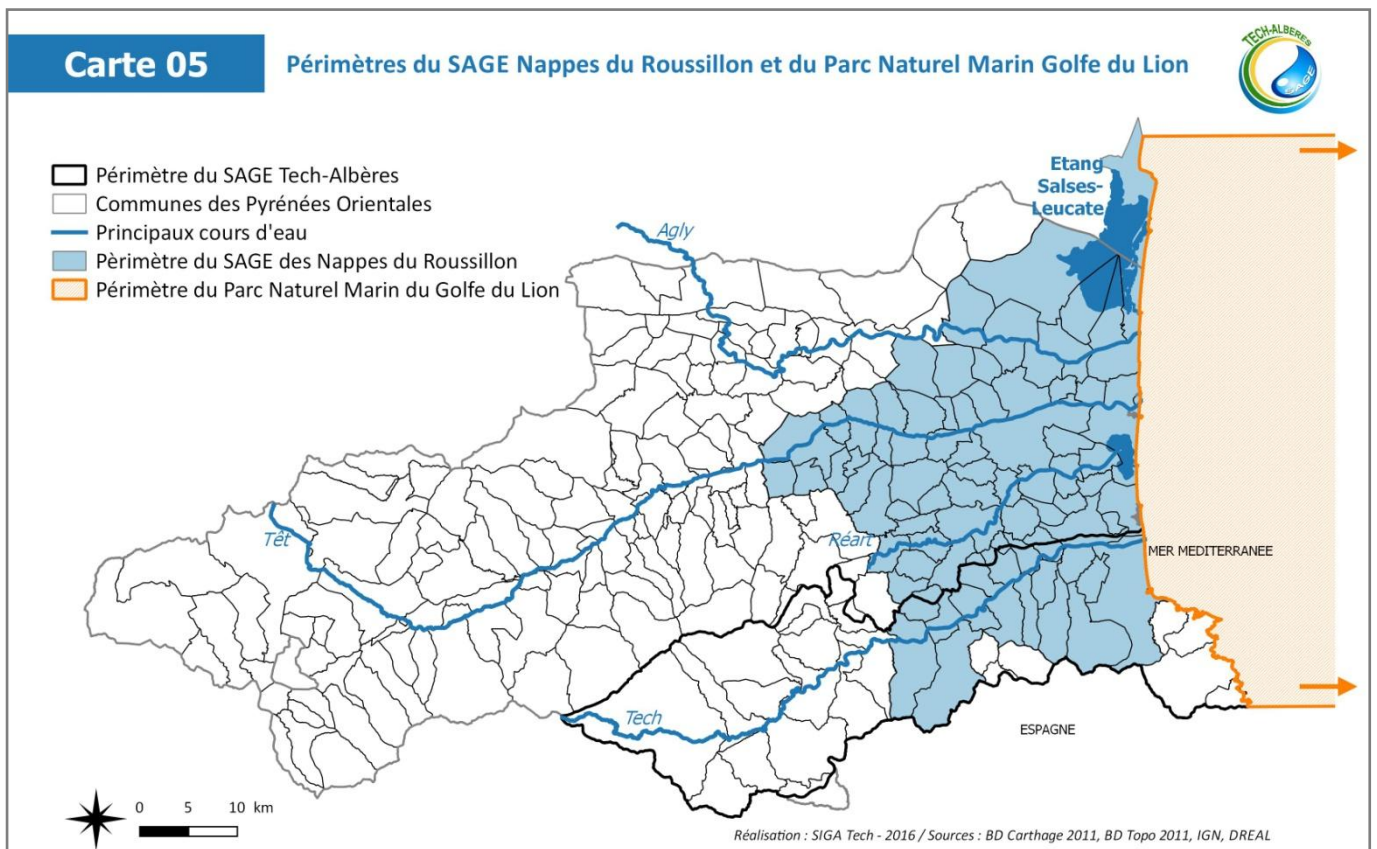 Carte 05
Périmètres du SAGE Nappes du Roussillon et du Parc Naturel Marin Golfe du Lion
TECH-ALBERES
SAGE
Périmètre du SAGE Tech-Albères
Communes des Pyrénées Orientales
Principaux cours d'eau
Pèrimètre du SAGE des Nappes du Roussillon
Périmètre du Parc Naturel Marin du Golfe du Lion
Etang
Salses-
Leucate
Agly
Têt
Réart
MER MEDITERRANEE
Tech
ESPAGNE
0 5 10 km
Réalisation : SIGA Tech - 2016 / Sources : BD Carthage 2011, BD Topo 2011, IGN, DREAL